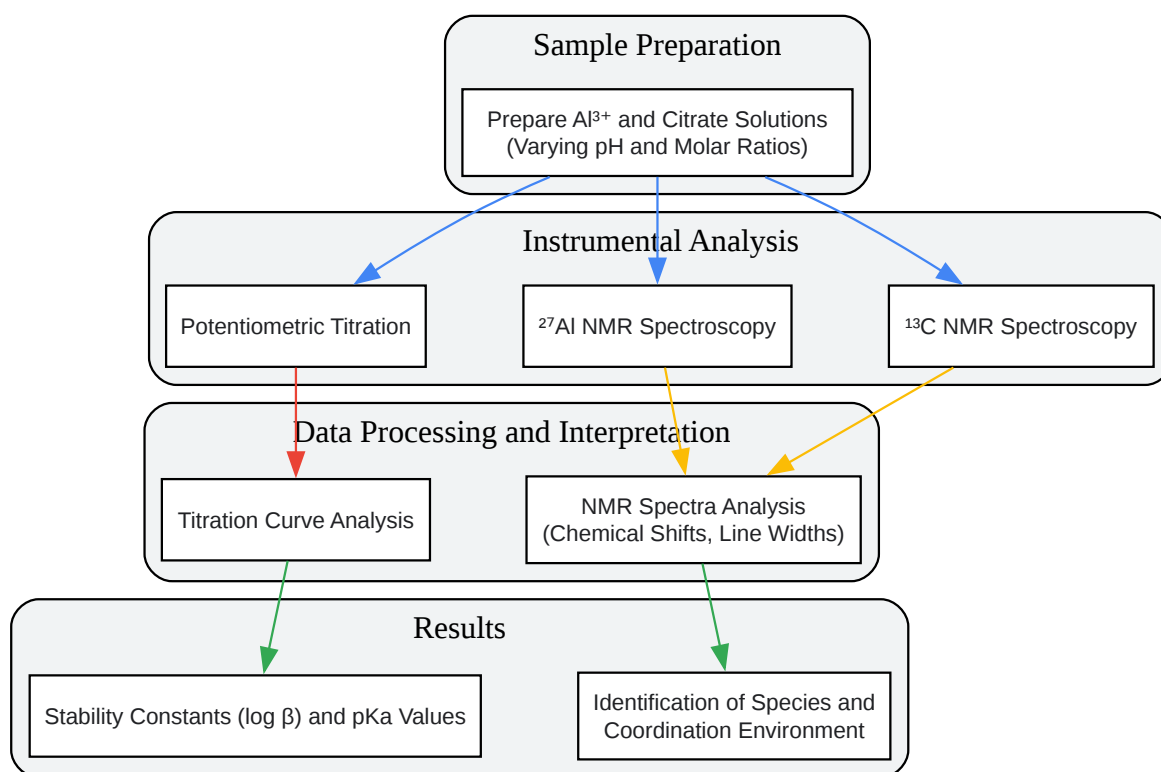 Sample Preparation
Prepare Al³⁺ and Citrate Solutions
(Varying pH and Molar Ratios)
Instrumental Analysis
Potentiometric Titration
²⁷Al NMR Spectroscopy
¹³C NMR Spectroscopy
Data Processing and Interpretation
Titration Curve Analysis
NMR Spectra Analysis
(Chemical Shifts, Line Widths)
Results
Stability Constants (log β) and pKa Values
Identification of Species and
Coordination Environment